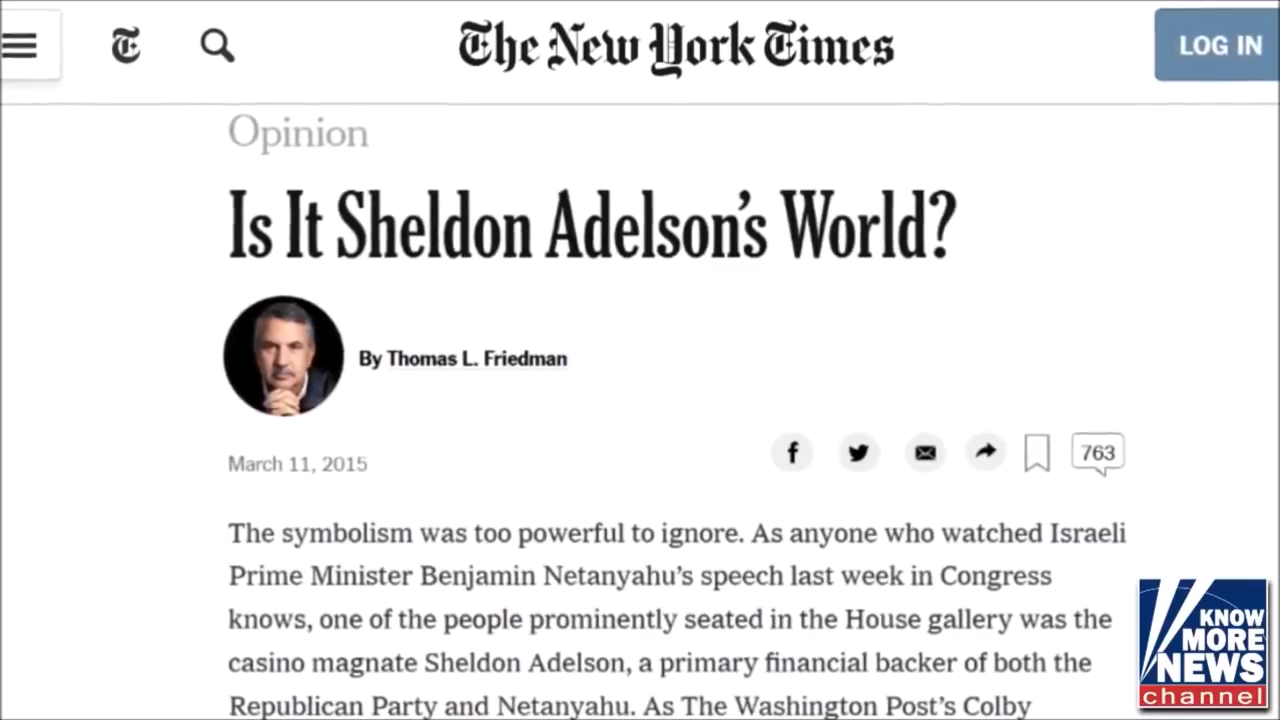 T
The New York Times
LOG IN
Opinion
Is It Sheldon Adelson's World?
By Thomas L. Friedman
March 11, 2015
f
763
The symbolism was too powerful to ignore. As anyone who watched Israeli
Prime Minister Benjamin Netanyahu's speech last week in Congress
knows, one of the people prominently seated in the House gallery was the
casino magnate Sheldon Adelson, a primary financial backer of both the
Republican Party and Netanyahu. As The Washington Post's Colby
KNOW
MORE
NEWS
channel